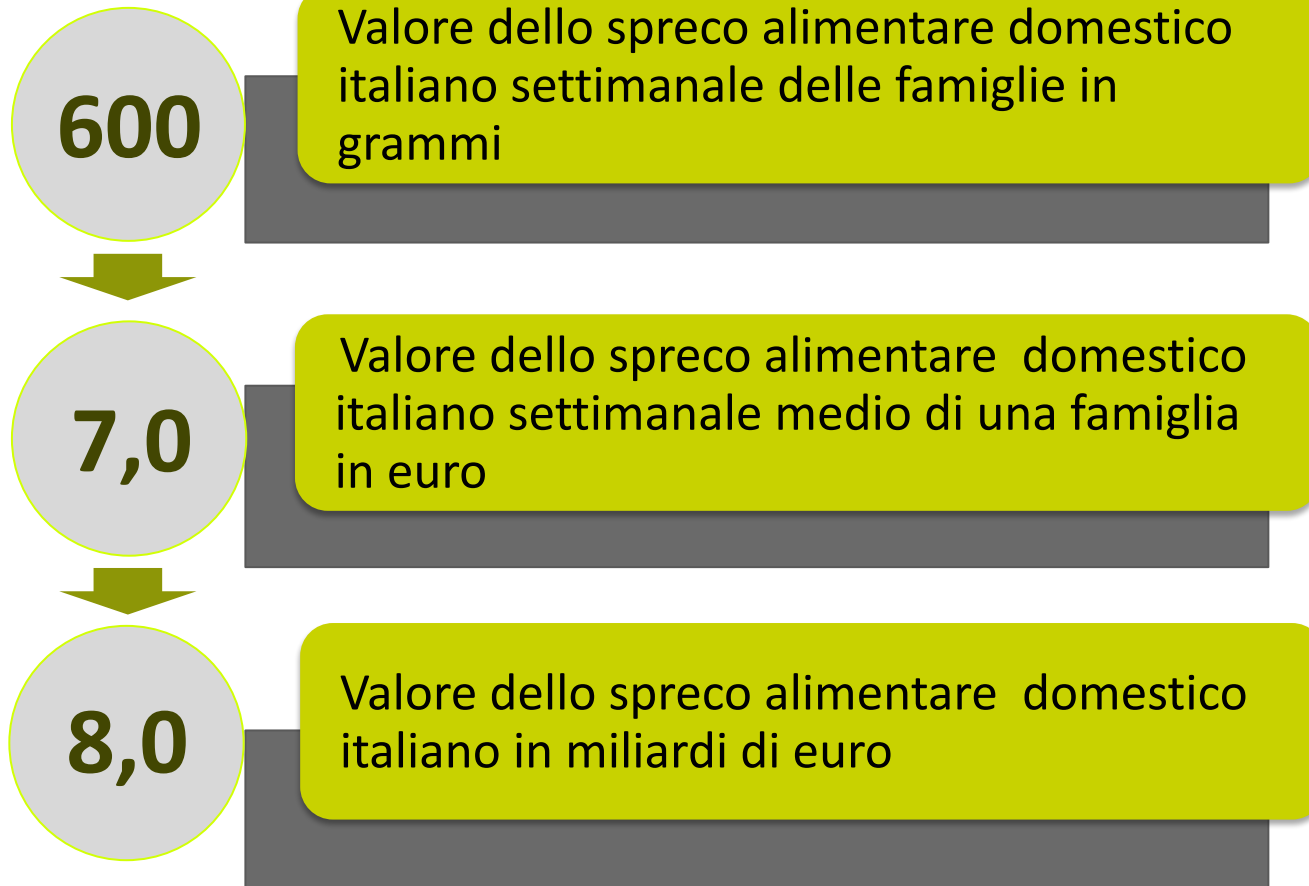 600
Valore dello spreco alimentare domestico
italiano settimanale delle famiglie in
grammi
7,0
Valore dello spreco alimentare  domestico
italiano settimanale medio di una famiglia
in euro
8,0
Valore dello spreco alimentare  domestico
italiano in miliardi di euro